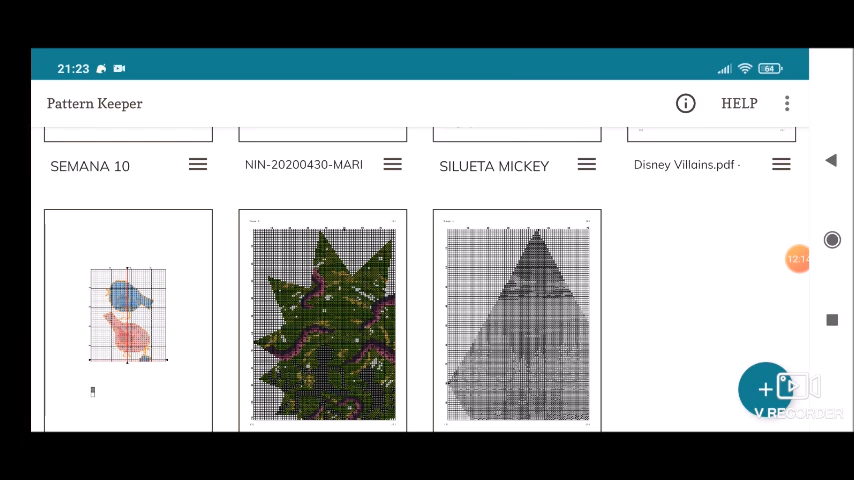 21:23
64
Pattern Keeper
HELP
SEMANA 10
NIN-20200430-MARI
SILUETA MICKEY
Disney Villains.pdf -
12:14
V RECORDER